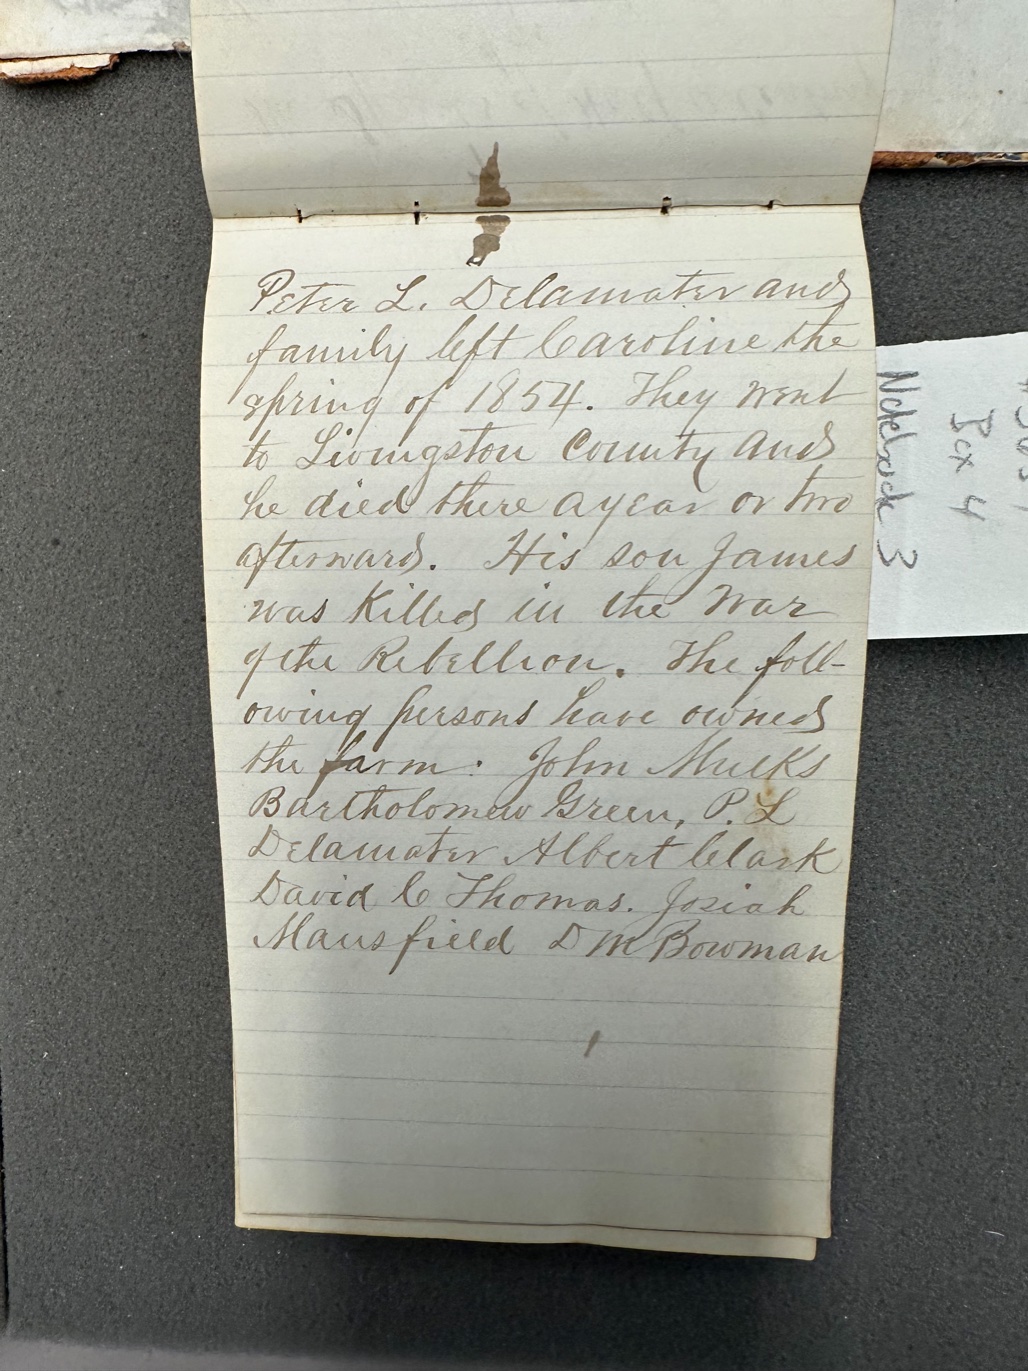 Peter L. Delamater and
family left Caroline the
spring of 1854. They went
to Livingston County and
he died there a year or two
afterward. His son James
was Killed in the War
of the Rebellion. The foll-
owing persons have owned
the farm: John Mulks
Bartholomew Green, P. L
Delamater Albert Clark
David C Thomas. Josiah
Mansfield D M Bowman
Box 4
Notebook 3